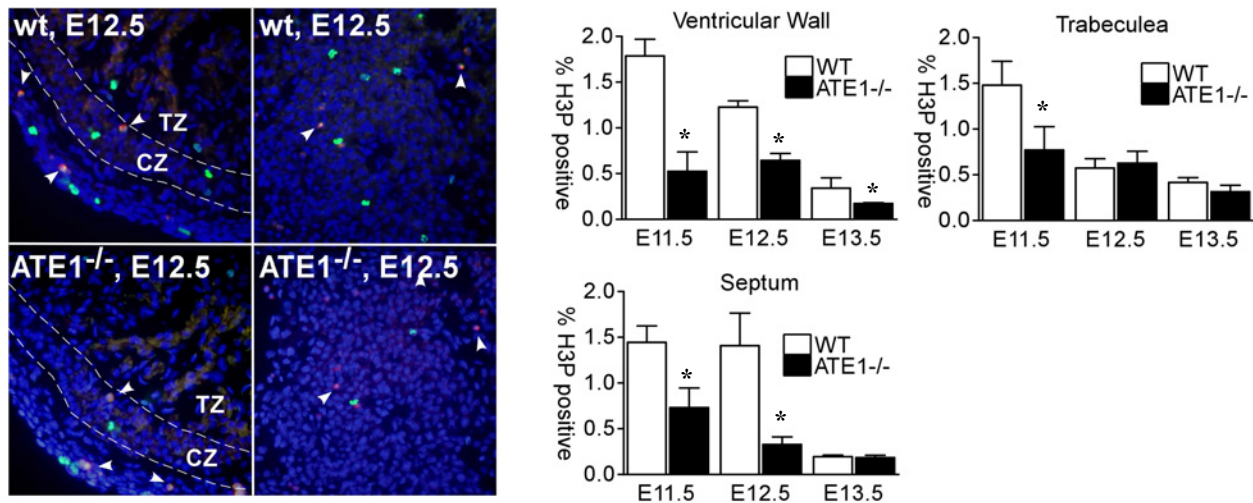 wt, E12.5
TZ
CZ
wt, E12.5
ATE1-/-, E12.5
TZ
CZ
ATE1-/-, E12.5
Ventricular Wall
% H3P positive
2.0
1.5
1.0
0.5
0.0
WT
ATE1-/-
*
*
*
E11.5 E12.5 E13.5
Trabeculea
% H3P positive
2.0
1.5
1.0
0.5
0.0
WT
ATE1-/-
*
E11.5 E12.5 E13.5
Septum
% H3P positive
2.0
1.5
1.0
0.5
0.0
WT
ATE1-/-
*
*
E11.5 E12.5 E13.5